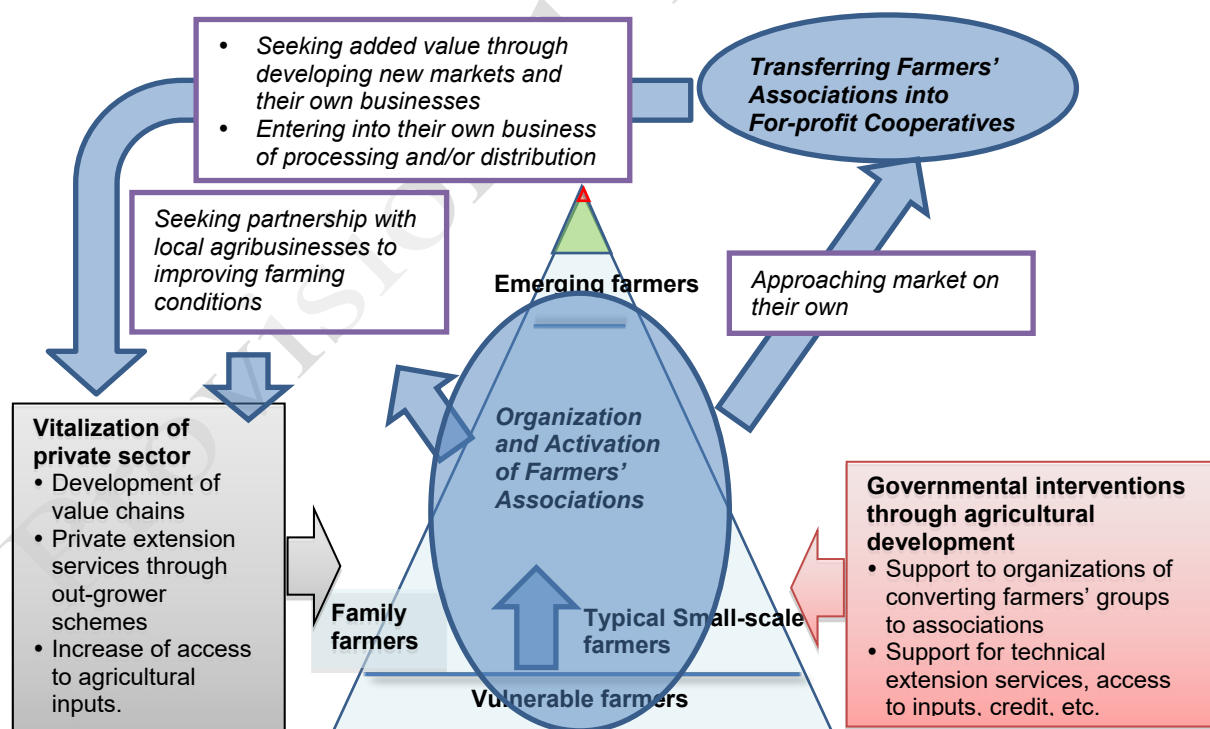 • Seeking added value through
developing new markets and
their own businesses
• Entering into their own business
of processing and/or distribution
Transferring Farmers'
Associations into
For-profit Cooperatives
Seeking partnership with
local agribusinesses to
improving farming
conditions
Emerging farmers
Approaching market on
their own
Organization
and Activation
of Farmers'
Associations
Vitalization of
private sector
• Development of
value chains
• Private extension
services through
out-grower
schemes
• Increase of access
to agricultural
inputs.
Family
farmers
Typical Small-scale
farmers
Vulnerable farmers
Governmental interventions
through agricultural
development
• Support to organizations of
converting farmers' groups
to associations
• Support for technical
extension services, access
to inputs, credit, etc.